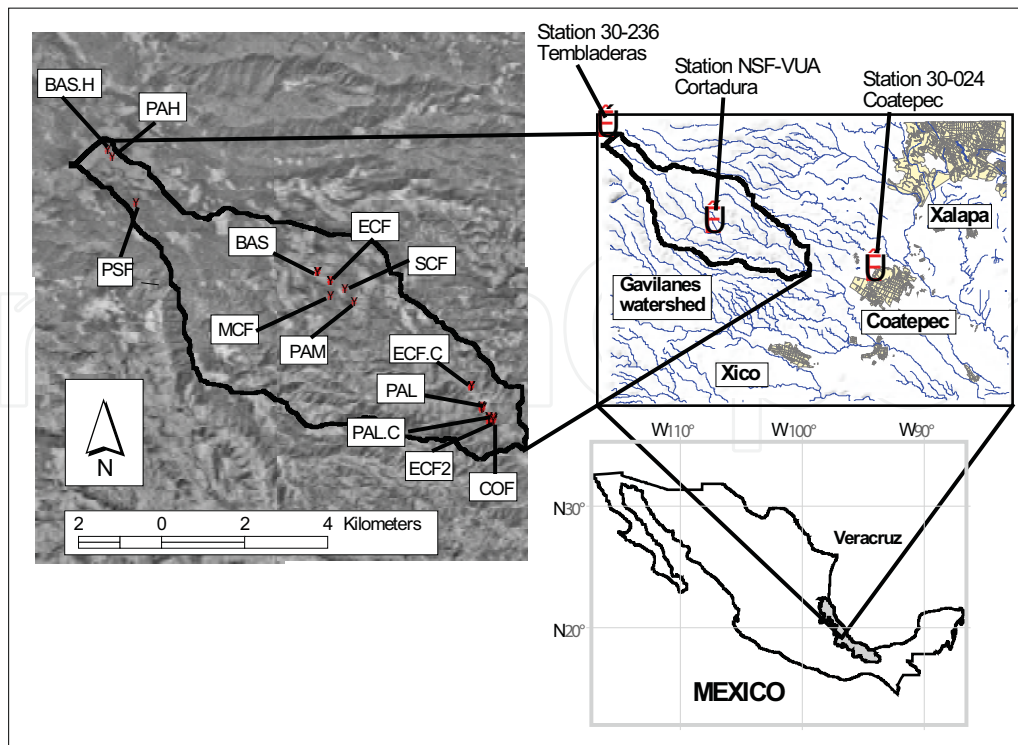 Station 30-236
Tembladeras
Station NSF-VUA
Cortadura
Station 30-024
Coatepec
BAS.H
PAH
PSF
BAS
ECF
SCF
MCF
PAM
ECF.C
PAL
PAL.C
ECF2
COF
N
2 0 2 4 Kilometers
Xalapa
Gavilanes
watershed
Coatepec
Xico
W110° W100° W90°
N30°
Veracruz
N20°
MEXICO